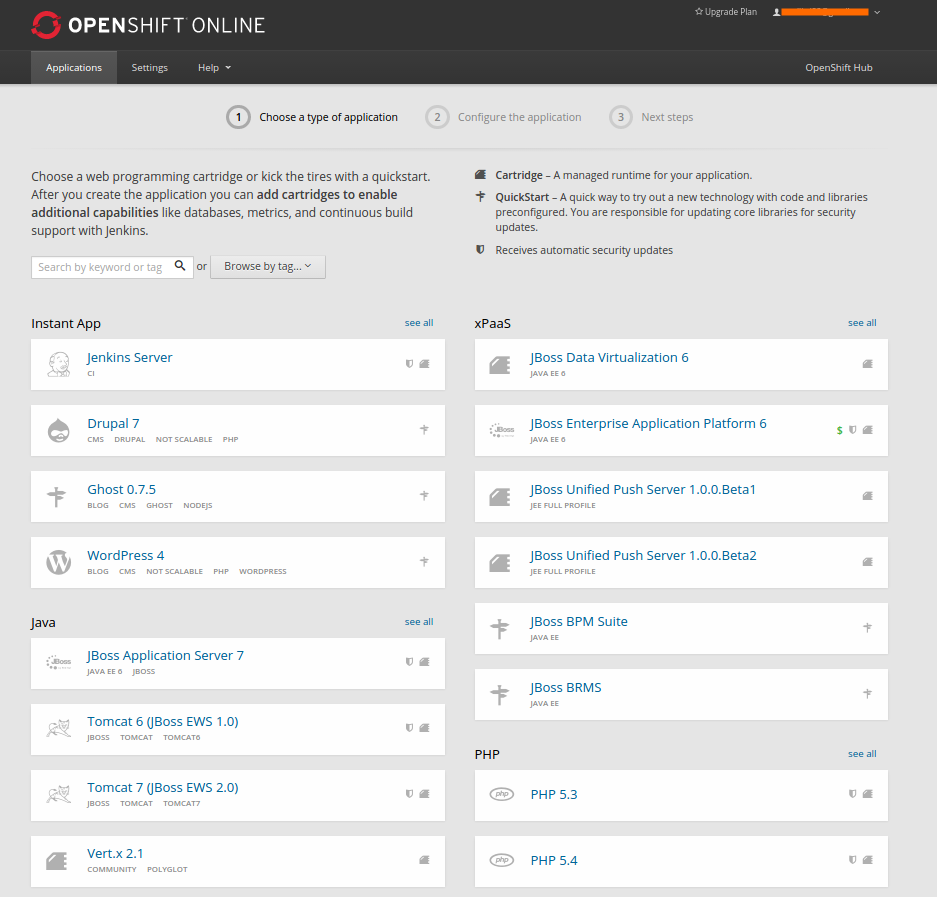 OPENSHIFT ONLINE
Upgrade Plan
Applications Settings Help OpenShift Hub
1 Choose a type of application 2 Configure the application 3 Next steps
Choose a web programming cartridge or kick the tires with a quickstart.
After you create the application you can add cartridges to enable
additional capabilities like databases, metrics, and continuous build
support with Jenkins.
Search by keyword or tag or Browse by tag...
Cartridge – A managed runtime for your application.
QuickStart – A quick way to try out a new technology with code and libraries
preconfigured. You are responsible for updating core libraries for security
updates.
Receives automatic security updates
Instant App see all
Jenkins Server
CI
Drupal 7
CMS DRUPAL NOT SCALABLE PHP
Ghost 0.7.5
BLOG CMS GHOST NODEJS
WordPress 4
BLOG CMS NOT SCALABLE PHP WORDPRESS
Java see all
JBoss Application Server 7
JAVA EE 6 JBOSS
Tomcat 6 (JBoss EWS 1.0)
JBOSS TOMCAT TOMCAT6
Tomcat 7 (JBoss EWS 2.0)
JBOSS TOMCAT TOMCAT7
Vert.x 2.1
COMMUNITY POLYGLOT
xPaaS see all
JBoss Data Virtualization 6
JAVA EE 6
JBoss Enterprise Application Platform 6
JAVA EE 6
$
JBoss Unified Push Server 1.0.0.Beta1
JEE FULL PROFILE
JBoss Unified Push Server 1.0.0.Beta2
JEE FULL PROFILE
JBoss BPM Suite
JAVA EE
JBoss BRMS
JAVA EE
PHP see all
php PHP 5.3
php PHP 5.4